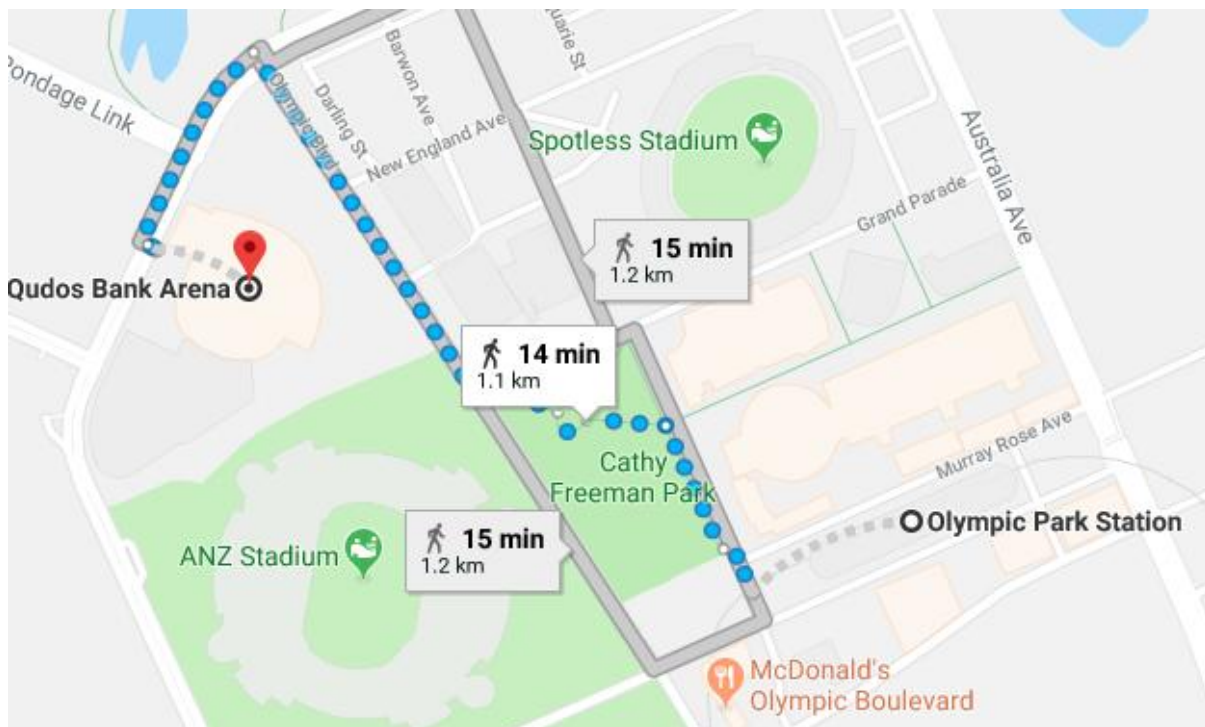 Pondage Link
Olympic Blvd
Darling St
Barwon Ave
New England Ave
quarie St
Spotless Stadium
Australia Ave
Grand Parade
15 min
1.2 km
Qudos Bank Arena
14 min
1.1 km
Murray Rose Ave
Cathy
Freeman Park
Olympic Park Station
15 min
1.2 km
ANZ Stadium
McDonald's
Olympic Boulevard